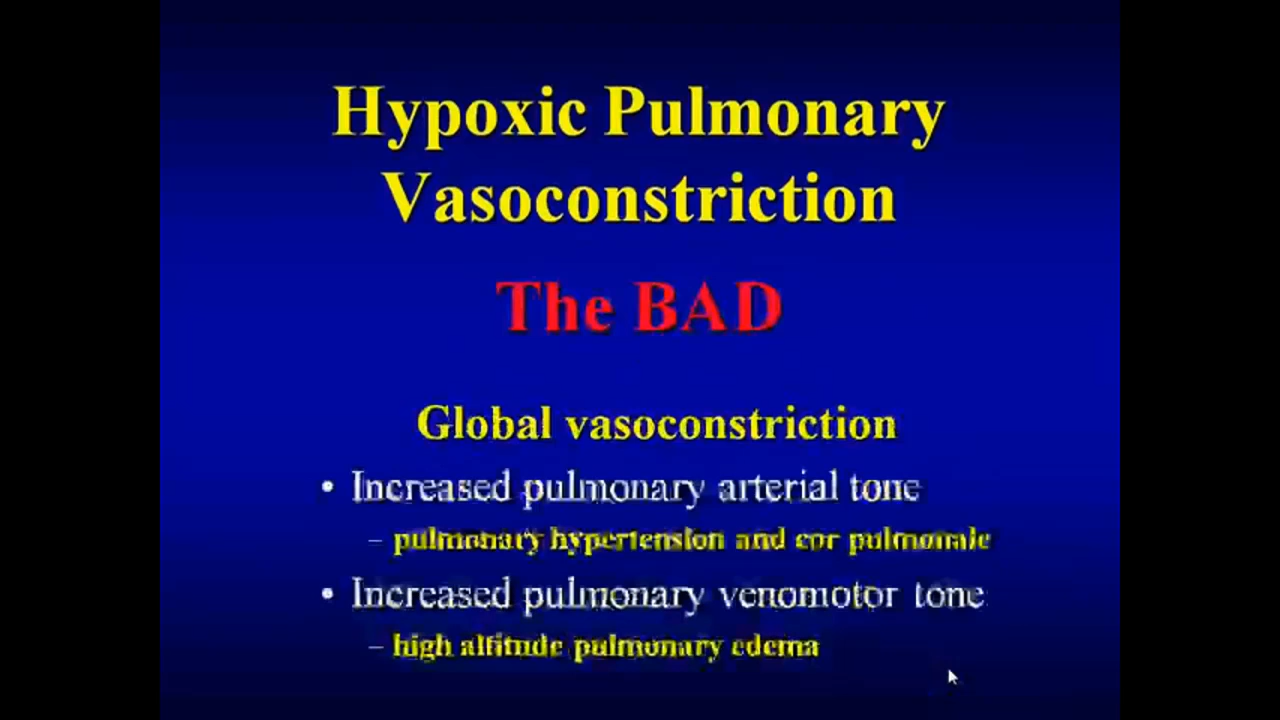 Hypoxic Pulmonary
Vasoconstriction
The BAD
Global vasoconstriction
• Increased pulmonary arterial tone
– pulmonary hypertension and cor pulmonale
• Increased pulmonary venomotor tone
– high altitude pulmonary edema